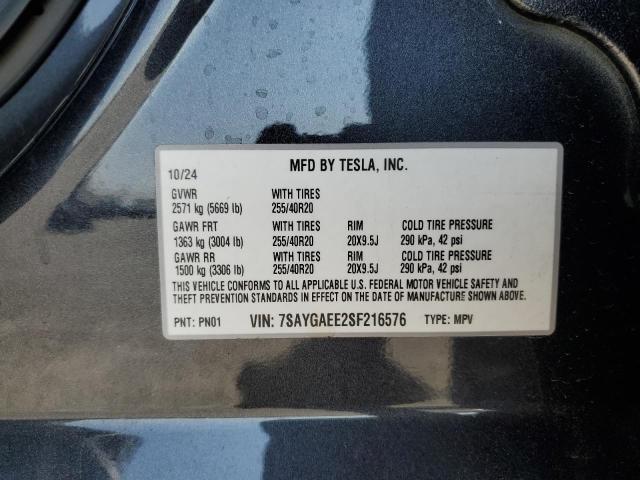 10/24 MFD BY TESLA, INC.
GVWR WITH TIRES
2571 kg (5669 lb) 255/40R20
GAWR FRT WITH TIRES RIM COLD TIRE PRESSURE
1363 kg (3004 lb) 255/40R20 20X9.5J 290 kPa, 42 psi
GAWR RR WITH TIRES RIM COLD TIRE PRESSURE
1500 kg (3306 lb) 255/40R20 20X9.5J 290 kPa, 42 psi
THIS VEHICLE CONFORMS TO ALL APPLICABLE U.S. FEDERAL MOTOR VEHICLE SAFETY AND
THEFT PREVENTION STANDARDS IN EFFECT ON THE DATE OF MANUFACTURE SHOWN ABOVE.
PNT: PN01 VIN: 7SAYGAEE2SF216576 TYPE: MPV